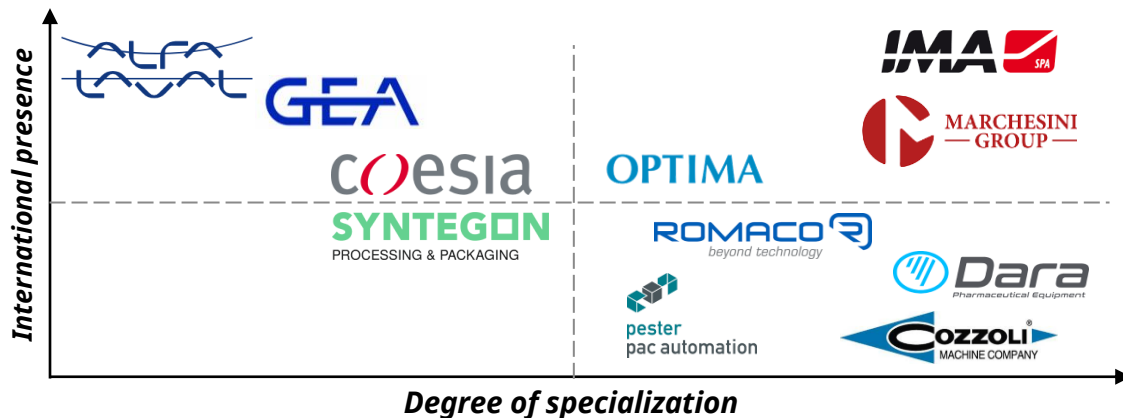 International presence
ALFA
LAVAL
GEA
IMA
SPA
MARCHESINI
GROUP
coesia
OPTIMA
SYNTEGON
PROCESSING & PACKAGING
ROMACO R
beyond technology
Dara
Pharmaceutical Equipment
pester
pac automation
COZZOLI®
MACHINE COMPANY
Degree of specialization